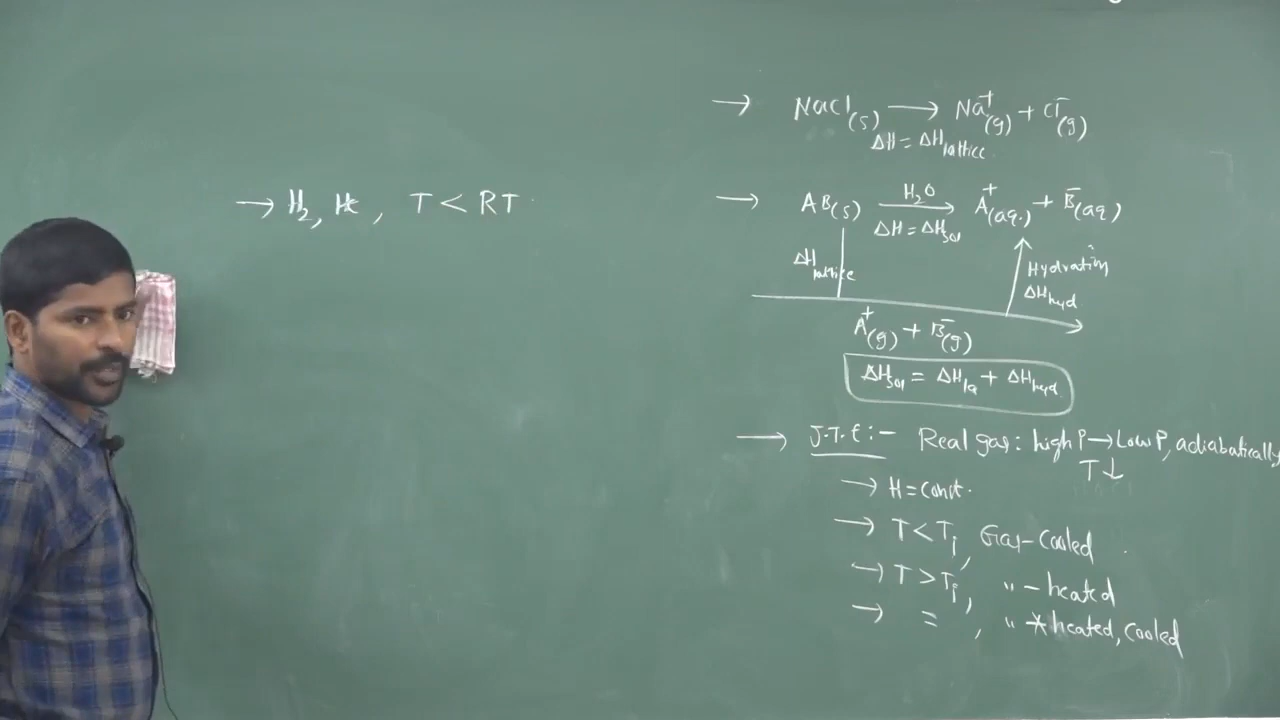 → H₂, He, T < RT
→ NaCl(s) → Na⁺(g) + Cl⁻(g)
ΔH = ΔHlattice
→ AB(s) —H₂O→ A⁺(aq.) + B⁻(aq)
ΔH = ΔHsol
ΔHlattice
Hydration
ΔHhyd
A⁺(g) + B⁻(g)
ΔHsol = ΔHla + ΔHhyd
→ J.T.E :- Real gas : high P → Low P, adiabatically
T↓
→ H = Const.
→ T < Ti, Gas-cooled
→ T > Ti, " - heated
→ = , " * heated, cooled